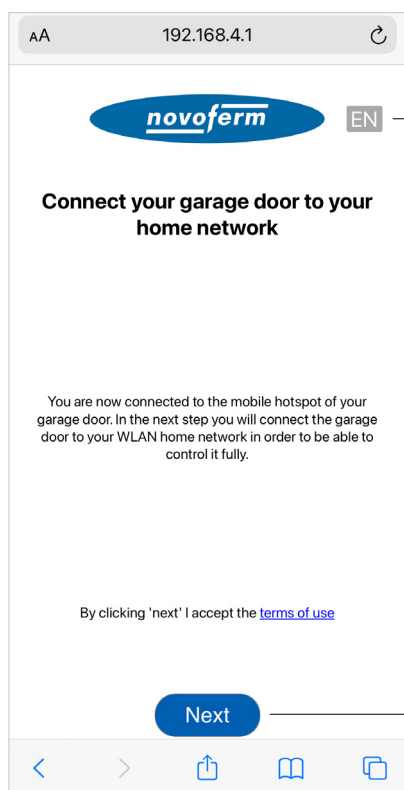 AA
192.168.4.1
novoferm
EN
Connect your garage door to your
home network
You are now connected to the mobile hotspot of your
garage door. In the next step you will connect the garage
door to your WLAN home network in order to be able to
control it fully.
By clicking 'next' I accept the terms of use
Next